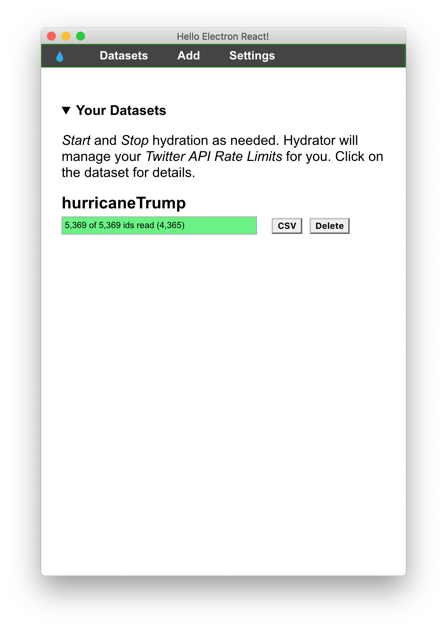 Hello Electron React!
Datasets Add Settings
▼ Your Datasets
Start and Stop hydration as needed. Hydrator will
manage your Twitter API Rate Limits for you. Click on
the dataset for details.
hurricaneTrump
5,369 of 5,369 ids read (4,365) CSV Delete